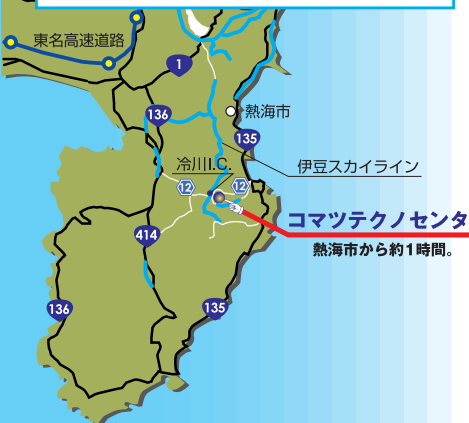 東名高速道路
1
136
熱海市
135
冷川I.C.
伊豆スカイライン
12
12
コマツテクノセンタ
414
熱海市から約1時間。
136
135